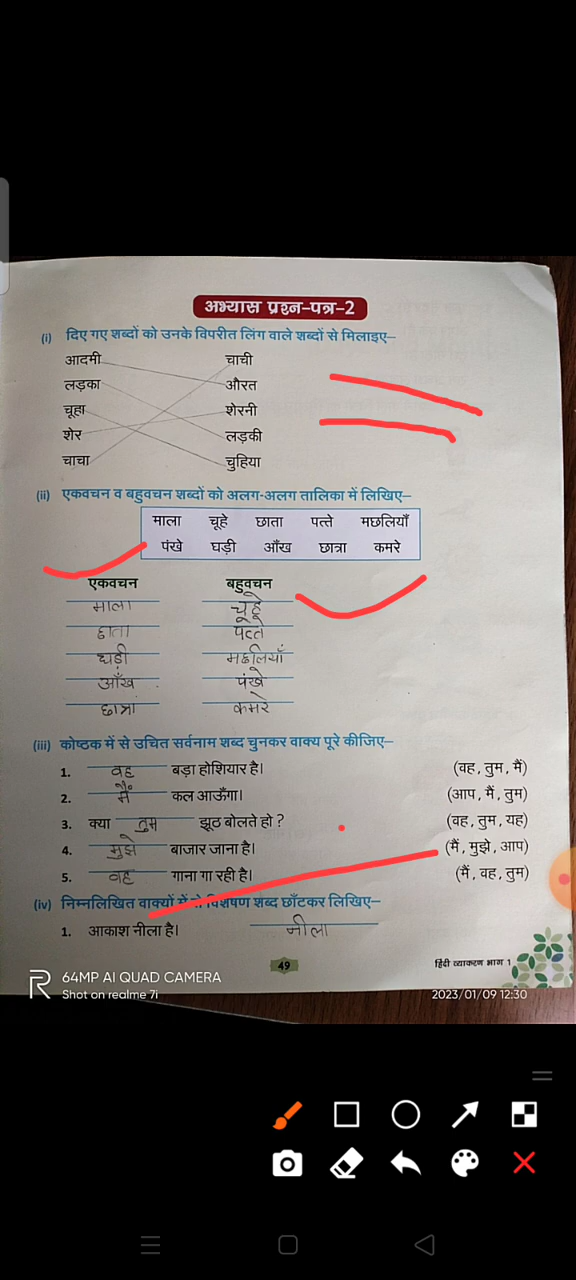 अभ्यास प्रश्न-पत्र-2
(i) दिए गए शब्दों को उनके विपरीत लिंग वाले शब्दों से मिलाइए–
आदमी चाची
लड़का औरत
चूहा शेरनी
शेर लड़की
चाचा चुहिया
(ii) एकवचन व बहुवचन शब्दों को अलग-अलग तालिका में लिखिए–
माला चूहे छाता पत्ते मछलियाँ
पंखे घड़ी आँख छात्रा कमरे
एकवचन बहुवचन
माला चूहे
छाता पत्ते
घड़ी मछलियाँ
आँख पंखे
छात्रा कमरे
(iii) कोष्ठक में से उचित सर्वनाम शब्द चुनकर वाक्य पूरे कीजिए–
1. वह बड़ा होशियार है। (वह, तुम, मैं)
2. मैं कल आऊँगा। (आप, मैं, तुम)
3. क्या तुम झूठ बोलते हो? (वह, तुम, यह)
4. मुझे बाजार जाना है। (मैं, मुझे, आप)
5. वह गाना गा रही है। (मैं, वह, तुम)
(iv) निम्नलिखित वाक्यों में से विशेषण शब्द छाँटकर लिखिए–
1. आकाश नीला है। नीला
49 हिंदी व्याकरण भाग 1
64MP AI QUAD CAMERA
Shot on realme 7i 2023/01/09 12:30